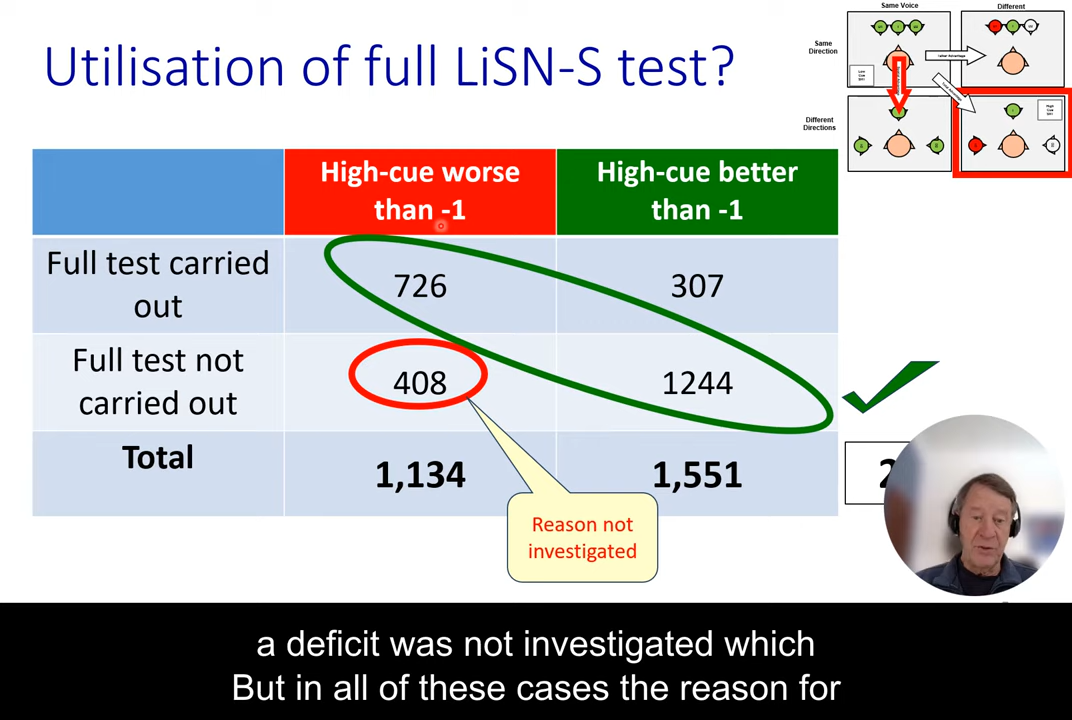 Utilisation of full LiSN-S test?
Same Voice
Different
Same
Direction
Different
Directions
High-cue worse
than -1
High-cue better
than -1
Full test carried
out
726
307
Full test not
carried out
408
1244
Total
1,134
1,551
2
Reason not
investigated
a deficit was not investigated which
But in all of these cases the reason for